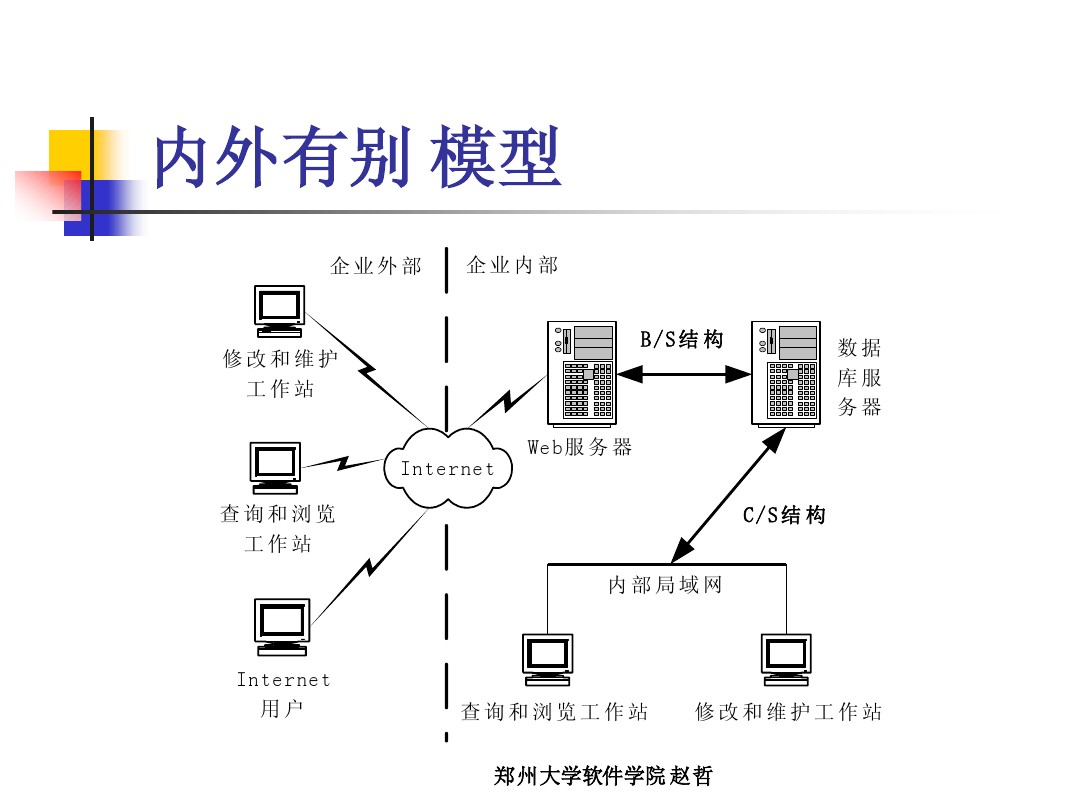 内外有别 模型
企业外部
企业内部
修改和维护
工作站
查询和浏览
工作站
Internet
用户
Internet
Web服务器
B/S结构
数据
库服
务器
C/S结构
内部局域网
查询和浏览工作站
修改和维护工作站
郑州大学软件学院 赵哲